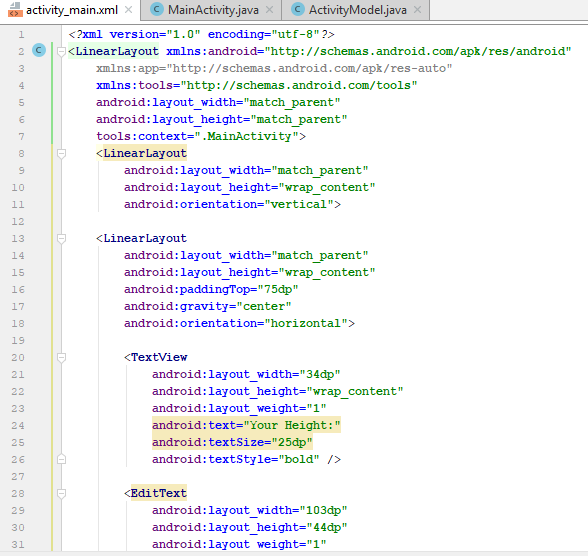 activity_main.xml MainActivity.java ActivityModel.java
1 <?xml version="1.0" encoding="utf-8"?>
2 <LinearLayout xmlns:android="http://schemas.android.com/apk/res/android"
3 xmlns:app="http://schemas.android.com/apk/res-auto"
4 xmlns:tools="http://schemas.android.com/tools"
5 android:layout_width="match_parent"
6 android:layout_height="match_parent"
7 tools:context=".MainActivity">
8 <LinearLayout
9 android:layout_width="match_parent"
10 android:layout_height="wrap_content"
11 android:orientation="vertical">
12
13 <LinearLayout
14 android:layout_width="match_parent"
15 android:layout_height="wrap_content"
16 android:paddingTop="75dp"
17 android:gravity="center"
18 android:orientation="horizontal">
19
20 <TextView
21 android:layout_width="34dp"
22 android:layout_height="wrap_content"
23 android:layout_weight="1"
24 android:text="Your Height:"
25 android:textSize="25dp"
26 android:textStyle="bold" />
27
28 <EditText
29 android:layout_width="103dp"
30 android:layout_height="44dp"
31 android:layout_weight="1"